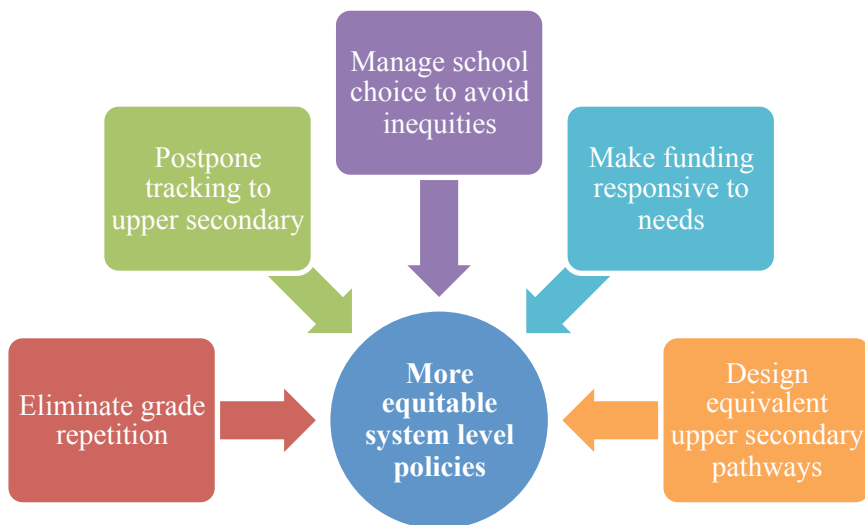 Manage school
choice to avoid
inequities
Postpone
tracking to
upper secondary
Make funding
responsive to
needs
Eliminate grade
repetition
More
equitable
system level
policies
Design
equivalent
upper secondary
pathways